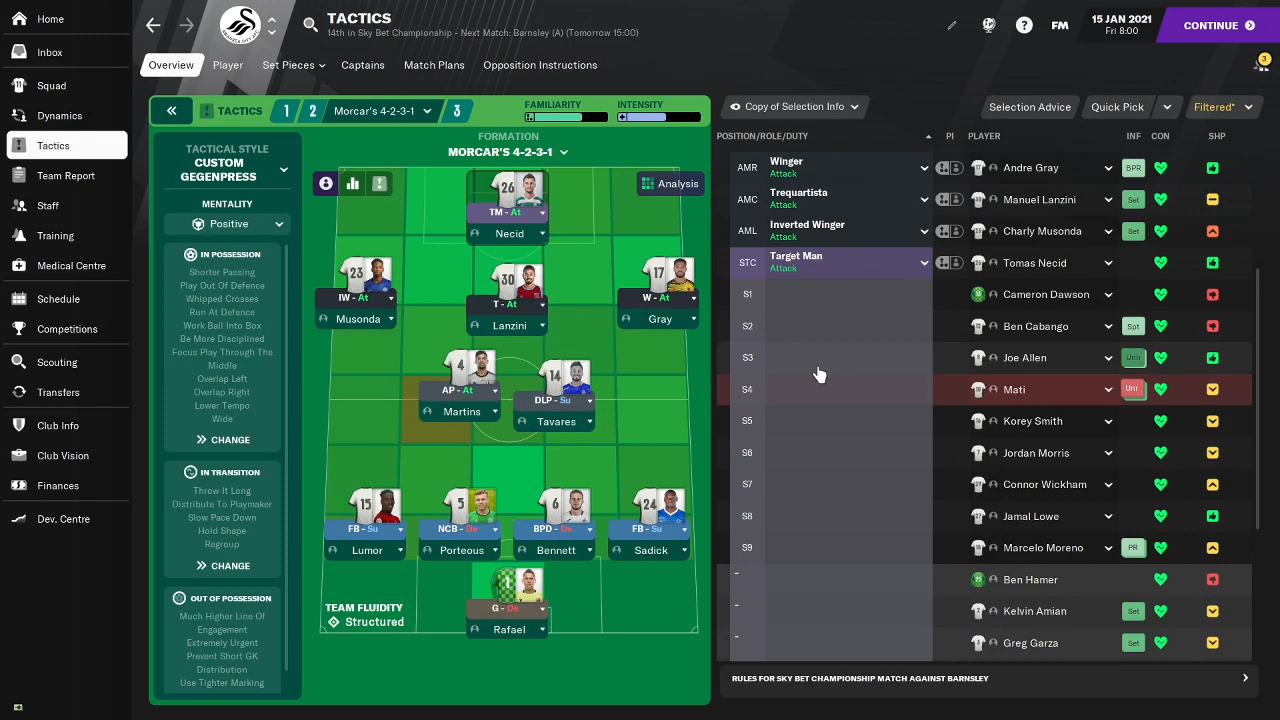 Home
TACTICS
14th in Sky Bet Championship - Next Match: Barnsley (A) (Tomorrow 15:00)
FM
15 JAN 2021
Fri 8:00
CONTINUE
3
Inbox
Squad
Dynamics
Tactics
Team Report
Staff
Training
Medical Centre
Schedule
Competitions
Scouting
Transfers
Club Info
Club Vision
Finances
Dev. Centre
Overview
Player
Set Pieces
Captains
Match Plans
Opposition Instructions
TACTICS
1
2
Morcar's 4-2-3-1
3
FAMILIARITY
INTENSITY
TACTICAL STYLE
CUSTOM
GEGENPRESS
MENTALITY
Positive
IN POSSESSION
Shorter Passing
Play Out Of Defence
Whipped Crosses
Run At Defence
Work Ball Into Box
Be More Disciplined
Focus Play Through The
Middle
Overlap Left
Overlap Right
Lower Tempo
Wide
CHANGE
IN TRANSITION
Throw It Long
Distribute To Playmaker
Slow Pace Down
Hold Shape
Regroup
CHANGE
OUT OF POSSESSION
Much Higher Line Of
Engagement
Extremely Urgent
Prevent Short GK
Distribution
Use Tighter Marking
FORMATION
MORCAR'S 4-2-3-1
Analysis
26
TM - At
Necid
23
IW - At
Musonda
30
T - At
Lanzini
17
W - At
Gray
4
AP - At
Martins
14
DLP - Su
Tavares
15
FB - Su
Lumor
5
NCB - De
Porteous
6
BPD - De
Bennett
24
FB - Su
Sadick
1
G - De
Rafael
TEAM FLUIDITY
Structured
Copy of Selection Info
Selection Advice
Quick Pick
Filtered*
POSITION/ROLE/DUTY
PI
PLAYER
INF
CON
SHP
AMR
Winger
Attack
Andre Gray
BPR
AMC
Trequartista
Attack
Manuel Lanzini
Set
AML
Inverted Winger
Attack
Charly Musonda
Set
STC
Target Man
Attack
Tomas Necid
S1
Cameron Dawson
S2
Ben Cabango
Spt
S3
Joe Allen
Unh
S4
Mati
Unr
S5
Korey Smith
S6
Jordan Morris
S7
Connor Wickham
S8
Jamal Lowe
S9
Marcelo Moreno
PR
-
Ben Hamer
-
Kelvin Amian
Set
-
Greg Garza
Set
RULES FOR SKY BET CHAMPIONSHIP MATCH AGAINST BARNSLEY